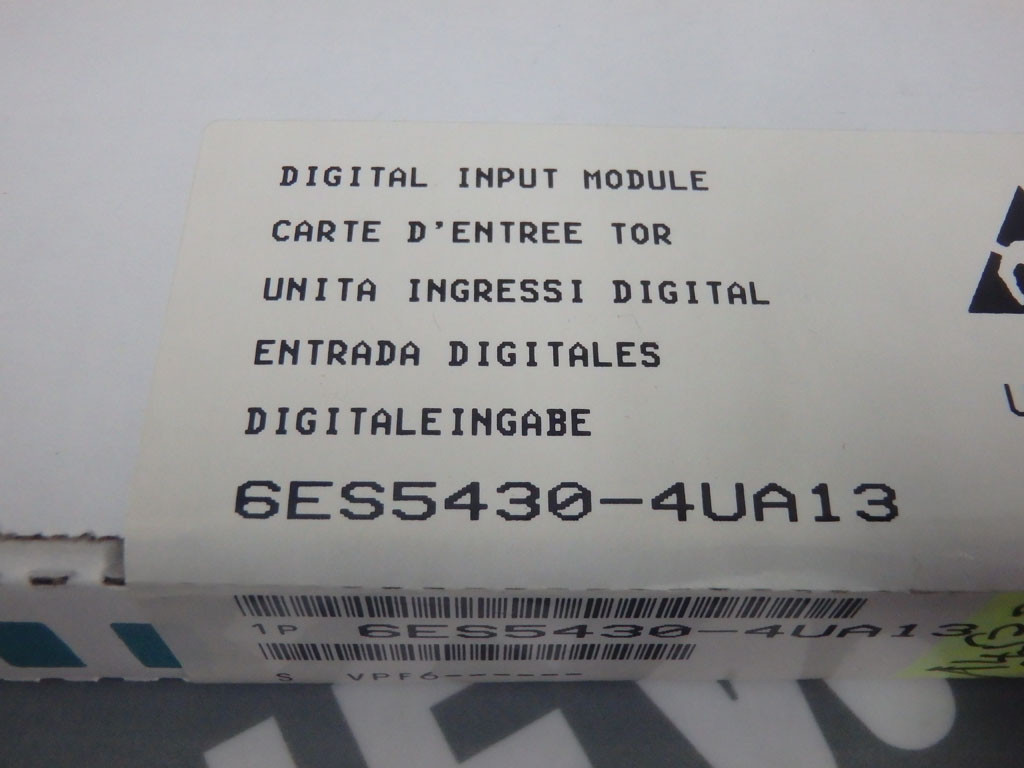 DIGITAL INPUT MODULE
CARTE D'ENTREE TOR
UNITA INGRESSI DIGITAL
ENTRADA DIGITALES
DIGITALEINGABE
6ES5430-4UA13
1P 6ES5430-4UA13
S VPF6------